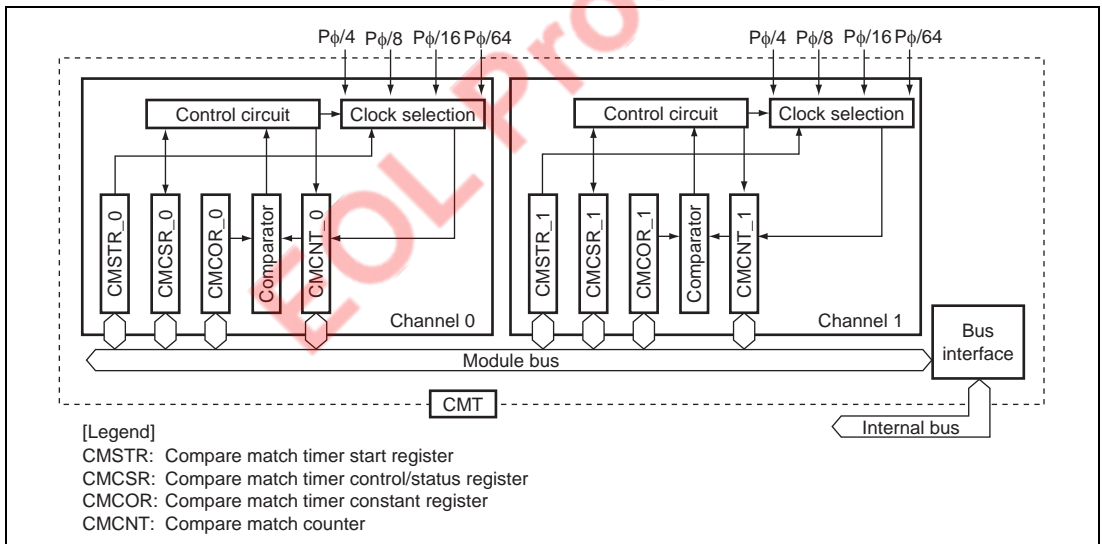 Pϕ/4 Pϕ/8 Pϕ/16 Pϕ/64
Pϕ/4 Pϕ/8 Pϕ/16 Pϕ/64
Control circuit
Clock selection
Control circuit
Clock selection
CMSTR_0
CMCSR_0
CMCOR_0
Comparator
CMCNT_0
CMSTR_1
CMCSR_1
CMCOR_1
Comparator
CMCNT_1
Channel 0
Channel 1
Bus
interface
Module bus
CMT
Internal bus
[Legend]
CMSTR: Compare match timer start register
CMCSR: Compare match timer control/status register
CMCOR: Compare match timer constant register
CMCNT: Compare match counter
EOL Pro